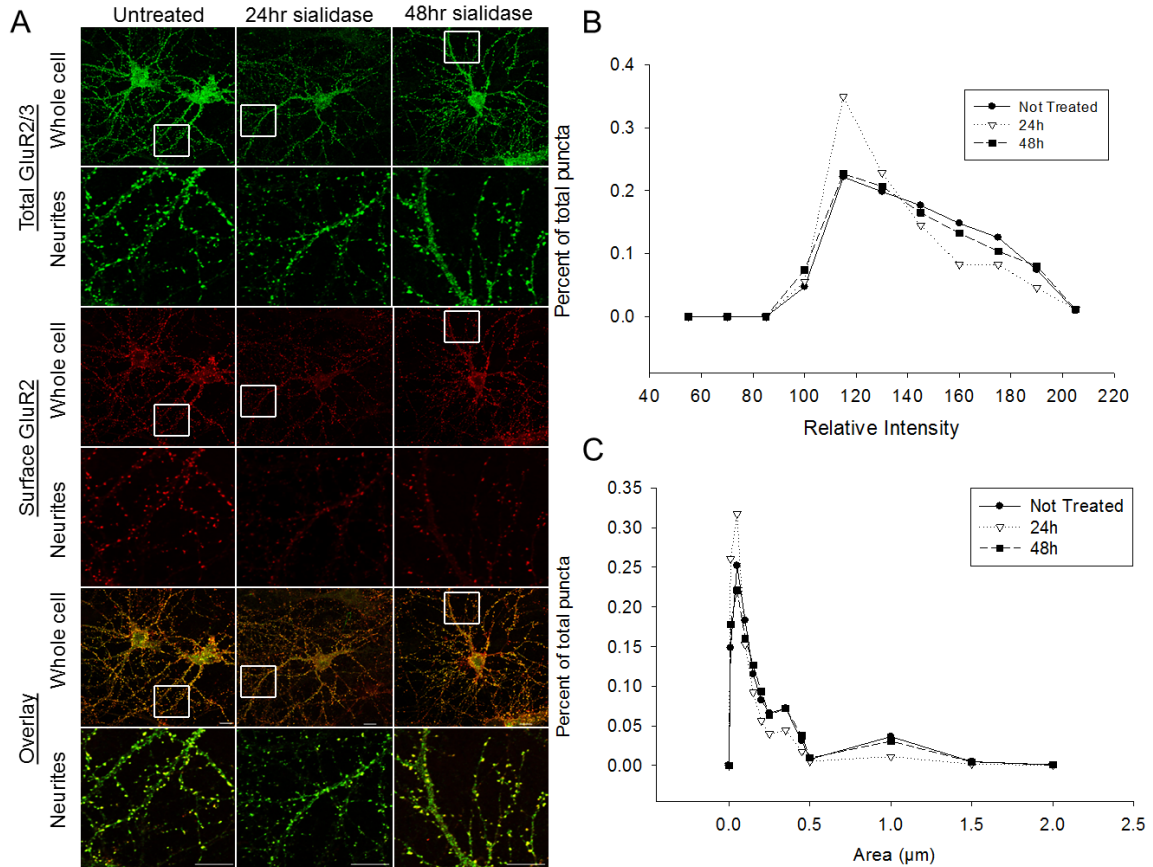 A
Untreated
24hr sialidase
48hr sialidase
Total GluR2/3
Whole cell
Neurites
Surface GluR2
Whole cell
Neurites
Overlay
Whole cell
Neurites
B
Percent of total puncta
0.4
0.3
0.2
0.1
0.0
40 60 80 100 120 140 160 180 200 220
Relative Intensity
Not Treated
24h
48h
C
Percent of total puncta
0.35
0.30
0.25
0.20
0.15
0.10
0.05
0.00
0.0 0.5 1.0 1.5 2.0 2.5
Area (µm)
Not Treated
24h
48h